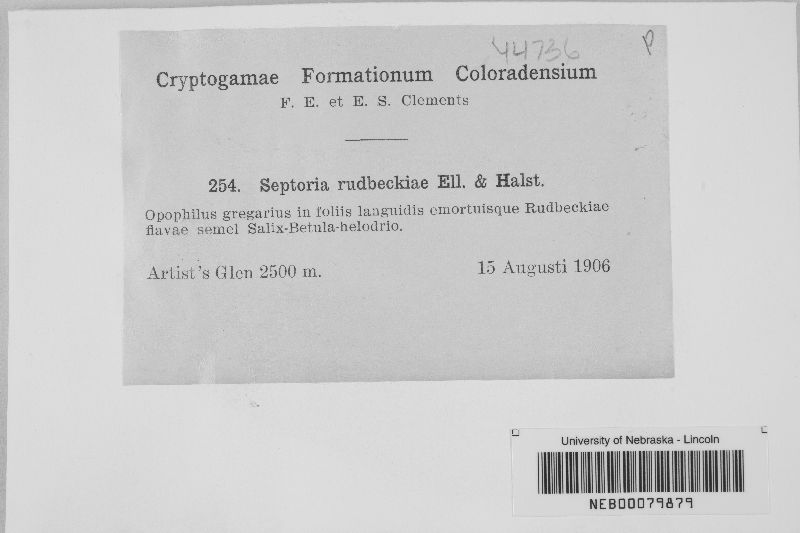 44736 P
Cryptogamae Formationum Coloradensium
F. E. et E. S. Clements
254. Septoria rudbeckiae Ell. & Halst.
Opophilus gregarius in foliis languidis emortuisque Rudbeckiae
flavae semel Salix-Betula-helodrio.
Artist's Glen 2500 m. 15 Augusti 1906
University of Nebraska - Lincoln
NEB00079879